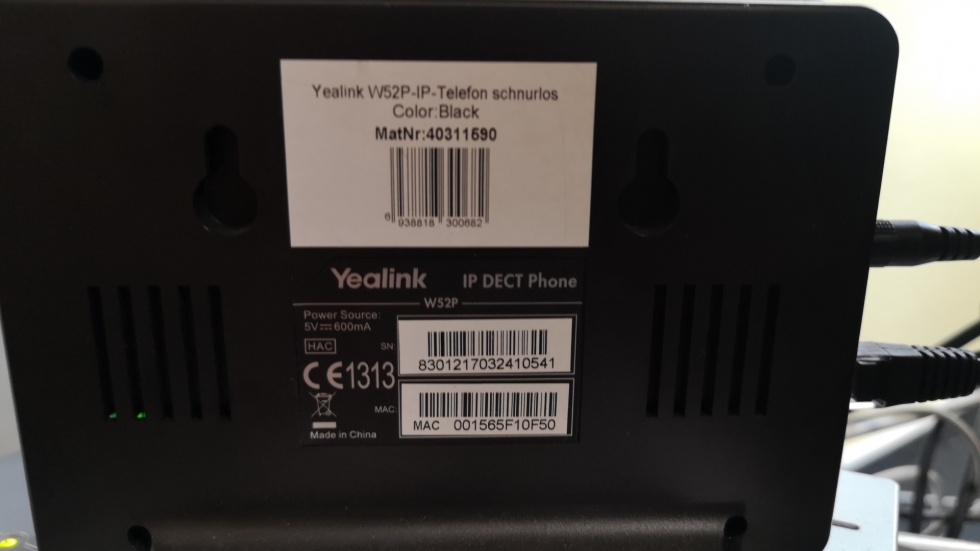 Yealink W52P-IP-Telefon schnurlos
Color:Black
MatNr:40311590
6 938818 300682
Yealink IP DECT Phone
W52P
Power Source:
5V⎓600mA
HAC
SN:
8301217032410541
CE1313
MAC:
MAC 001565F10F50
Made in China